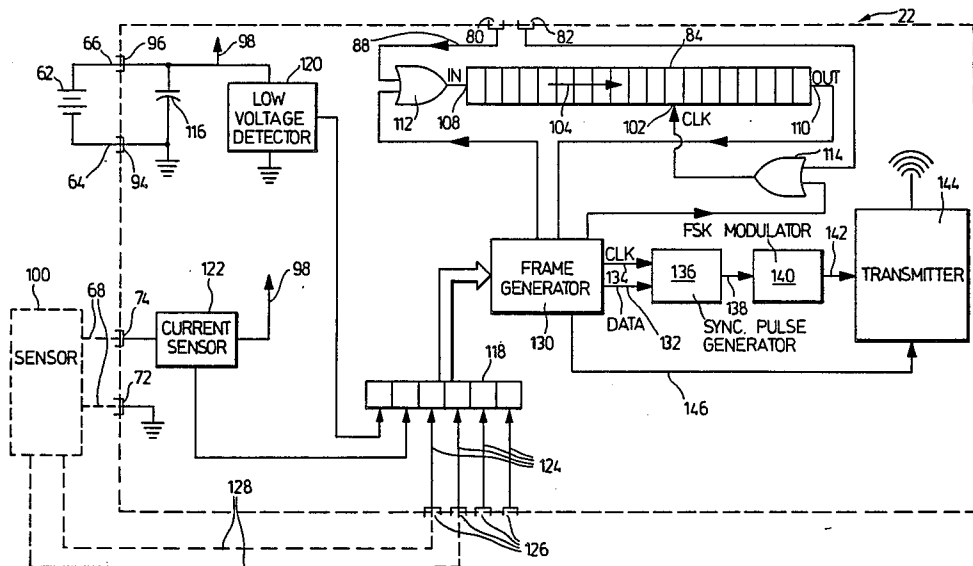 22
80
82
66
96
98
88
84
62
120
IN
OUT
LOW
VOLTAGE
DETECTOR
116
112
108
104
102
CLK
110
114
64
94
144
FSK MODULATOR
142
100
122
98
68
74
SENSOR
CURRENT
SENSOR
FRAME
GENERATOR
130
CLK
134
DATA
132
136
138
140
TRANSMITTER
SYNC. PULSE
GENERATOR
118
72
146
124
128
126